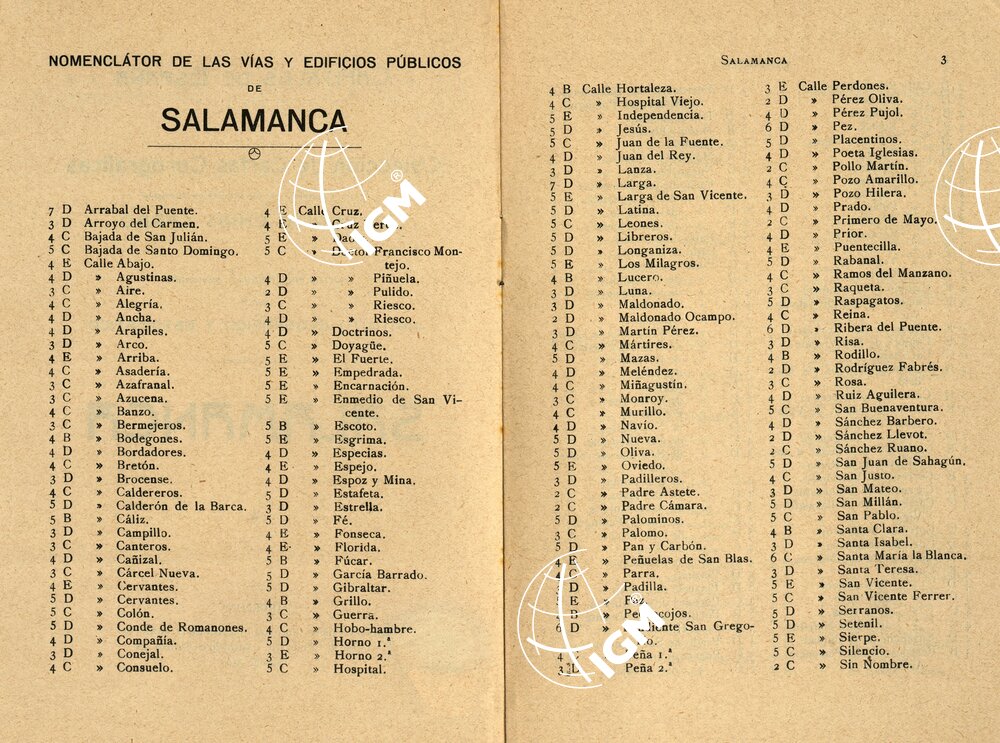 NOMENCLÁTOR DE LAS VÍAS Y EDIFICIOS PÚBLICOS
DE
SALAMANCA
7 D Arrabal del Puente.
3 D Arroyo del Carmen.
4 C Bajada de San Julián.
5 C Bajada de Santo Domingo.
4 E Calle Abajo.
4 D » Agustinas.
3 C » Aire.
4 C » Alegría.
4 D » Ancha.
4 D » Arapiles.
3 D » Arco.
4 E » Arriba.
4 C » Asadería.
3 C » Azafranal.
3 C » Azucena.
4 C » Banzo.
3 C » Bermejeros.
4 B » Bodegones.
4 D » Bordadores.
4 C » Bretón.
3 D » Brocense.
4 C » Caldereros.
5 D » Calderón de la Barca.
5 B » Cáliz.
3 D » Campillo.
3 C » Canteros.
4 D » Cañizal.
3 C » Cárcel Nueva.
4 E » Cervantes.
5 D » Cervantes.
5 C » Colón.
5 D » Conde de Romanones.
4 D » Compañía.
3 D » Conejal.
4 C » Consuelo.
4 E Calle Cruz.
4 E » Cruz
5 E »
5 C » Doctor Francisco Mon-
tejo.
4 D » » Piñuela.
2 D » » Pulido.
3 C » » Riesco.
4 D » » Riesco.
4 D » Doctrinos.
5 C » Doyagüe.
5 E » El Fuerte.
5 E » Empedrada.
5 E » Encarnación.
5 E » Enmedio de San Vi-
cente.
5 B » Escoto.
5 E » Esgrima.
4 D » Especias.
4 E » Espejo.
4 D » Espoz y Mina.
5 D » Estafeta.
3 D » Estrella.
5 D » Fé.
4 E » Fonseca.
4 E » Florida.
5 B » Fúcar.
5 D » García Barrado.
5 D » Gibraltar.
4 B » Grillo.
3 C » Guerra.
4 C » Hobo-hambre.
5 D » Horno 1.ª
3 E » Horno 2.ª
5 C » Hospital.
SALAMANCA 3
4 B Calle Hortaleza.
4 C » Hospital Viejo.
5 E » Independencia.
5 D » Jesús.
5 C » Juan de la Fuente.
4 D » Juan del Rey.
3 D » Lanza.
7 D » Larga.
5 E » Larga de San Vicente.
5 D » Latina.
5 C » Leones.
5 D » Libreros.
5 D » Longaniza.
5 E » Los Milagros.
4 B » Lucero.
3 D » Luna.
3 D » Maldonado.
2 D » Maldonado Ocampo.
3 D » Martín Pérez.
4 C » Mártires.
5 D » Mazas.
4 D » Meléndez.
4 C » Miñagustín.
3 C » Monroy.
4 C » Murillo.
4 D » Navío.
5 D » Nueva.
5 D » Oliva.
5 E » Oviedo.
3 D » Padilleros.
2 C » Padre Astete.
2 C » Padre Cámara.
5 D » Palominos.
3 C » Palomo.
5 D » Pan y Carbón.
4 E » Peñuelas de San Blas.
4 D » Parra.
D » Padilla.
E » Paz.
B »
6 D » San Grego-
4 C Peña 1.ª
3 D Peña 2.ª
3 E Calle Perdones.
2 D » Pérez Oliva.
4 D » Pérez Pujol.
6 D » Pez.
5 D » Placentinos.
4 D » Poeta Iglesias.
2 C » Pollo Martín.
4 C » Pozo Amarillo.
3 D » Pozo Hilera.
4 D » Prado.
2 C » Primero de Mayo.
4 D » Prior.
4 E » Puentecilla.
5 D » Rabanal.
2 C » Ramos del Manzano.
3 C » Raqueta.
5 D » Raspagatos.
4 C » Reina.
6 D » Ribera del Puente.
3 D » Risa.
4 B » Rodillo.
2 D » Rodríguez Fabrés.
3 C » Rosa.
4 D » Ruiz Aguilera.
5 C » San Buenaventura.
4 D » Sánchez Barbero.
2 D » Sánchez Llevot.
2 C » Sánchez Ruano.
5 D » San Juan de Sahagún.
4 C » San Justo.
3 D » San Mateo.
5 D » San Millán.
5 C » San Pablo.
4 B » Santa Clara.
3 D » Santa Isabel.
6 C » Santa María la Blanca.
3 D » Santa Teresa.
5 E » San Vicente.
5 C » San Vicente Ferrer.
5 D » Serranos.
5 D » Setenil.
5 E » Sierpe.
5 C » Silencio.
2 C » Sin Nombre.
IGM
IGM